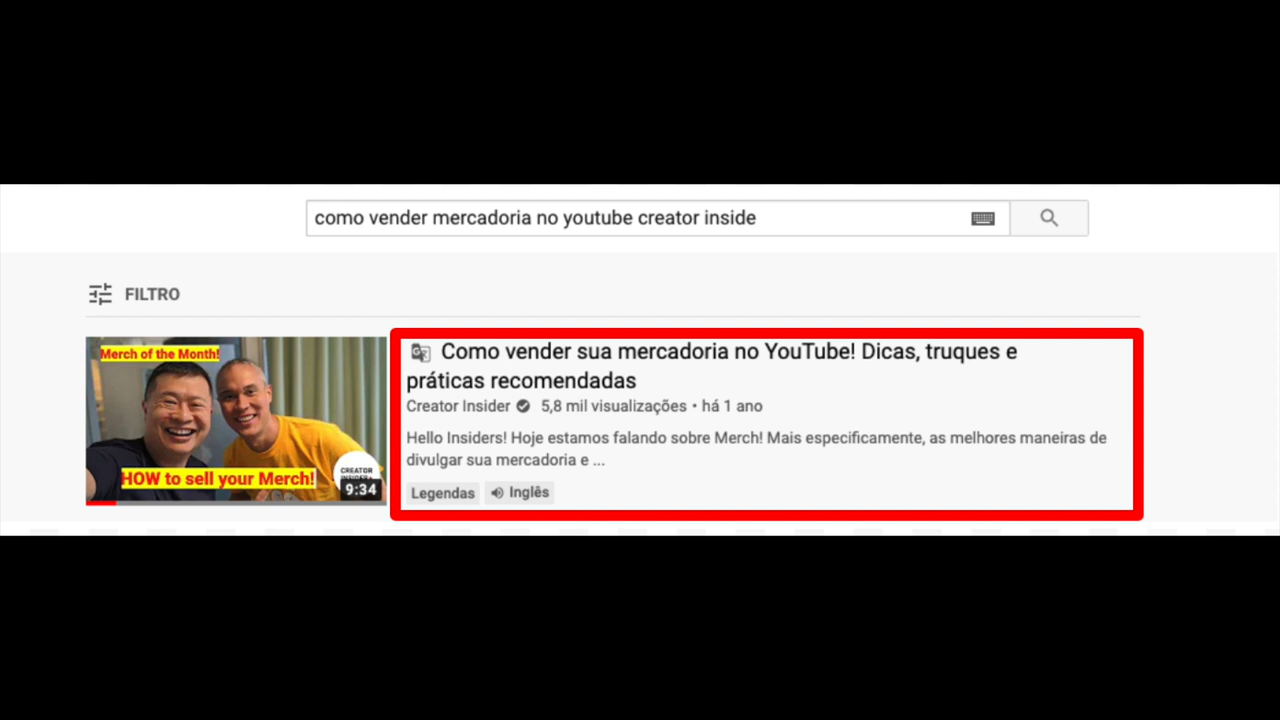 como vender mercadoria no youtube creator inside
FILTRO
Merch of the Month!
HOW to sell your Merch!
CREATOR
9:34
Como vender sua mercadoria no YouTube! Dicas, truques e
práticas recomendadas
Creator Insider 5,8 mil visualizações • há 1 ano
Hello Insiders! Hoje estamos falando sobre Merch! Mais especificamente, as melhores maneiras de
divulgar sua mercadoria e ...
Legendas Inglês